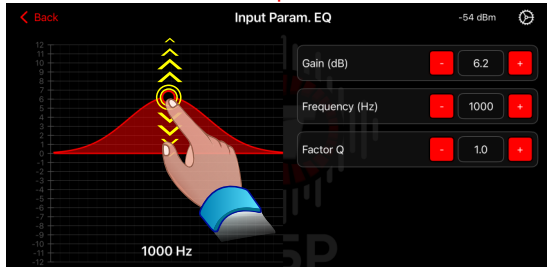 Back
Input Param. EQ
-54 dBm
12
11
10
9
8
7
6
5
4
3
2
1
0
-1
-2
-3
-4
-5
-6
-7
-8
-9
-10
-11
-12
1000 Hz
Gain (dB)
- 6.2 +
Frequency (Hz)
- 1000 +
Factor Q
- 1.0 +
SP